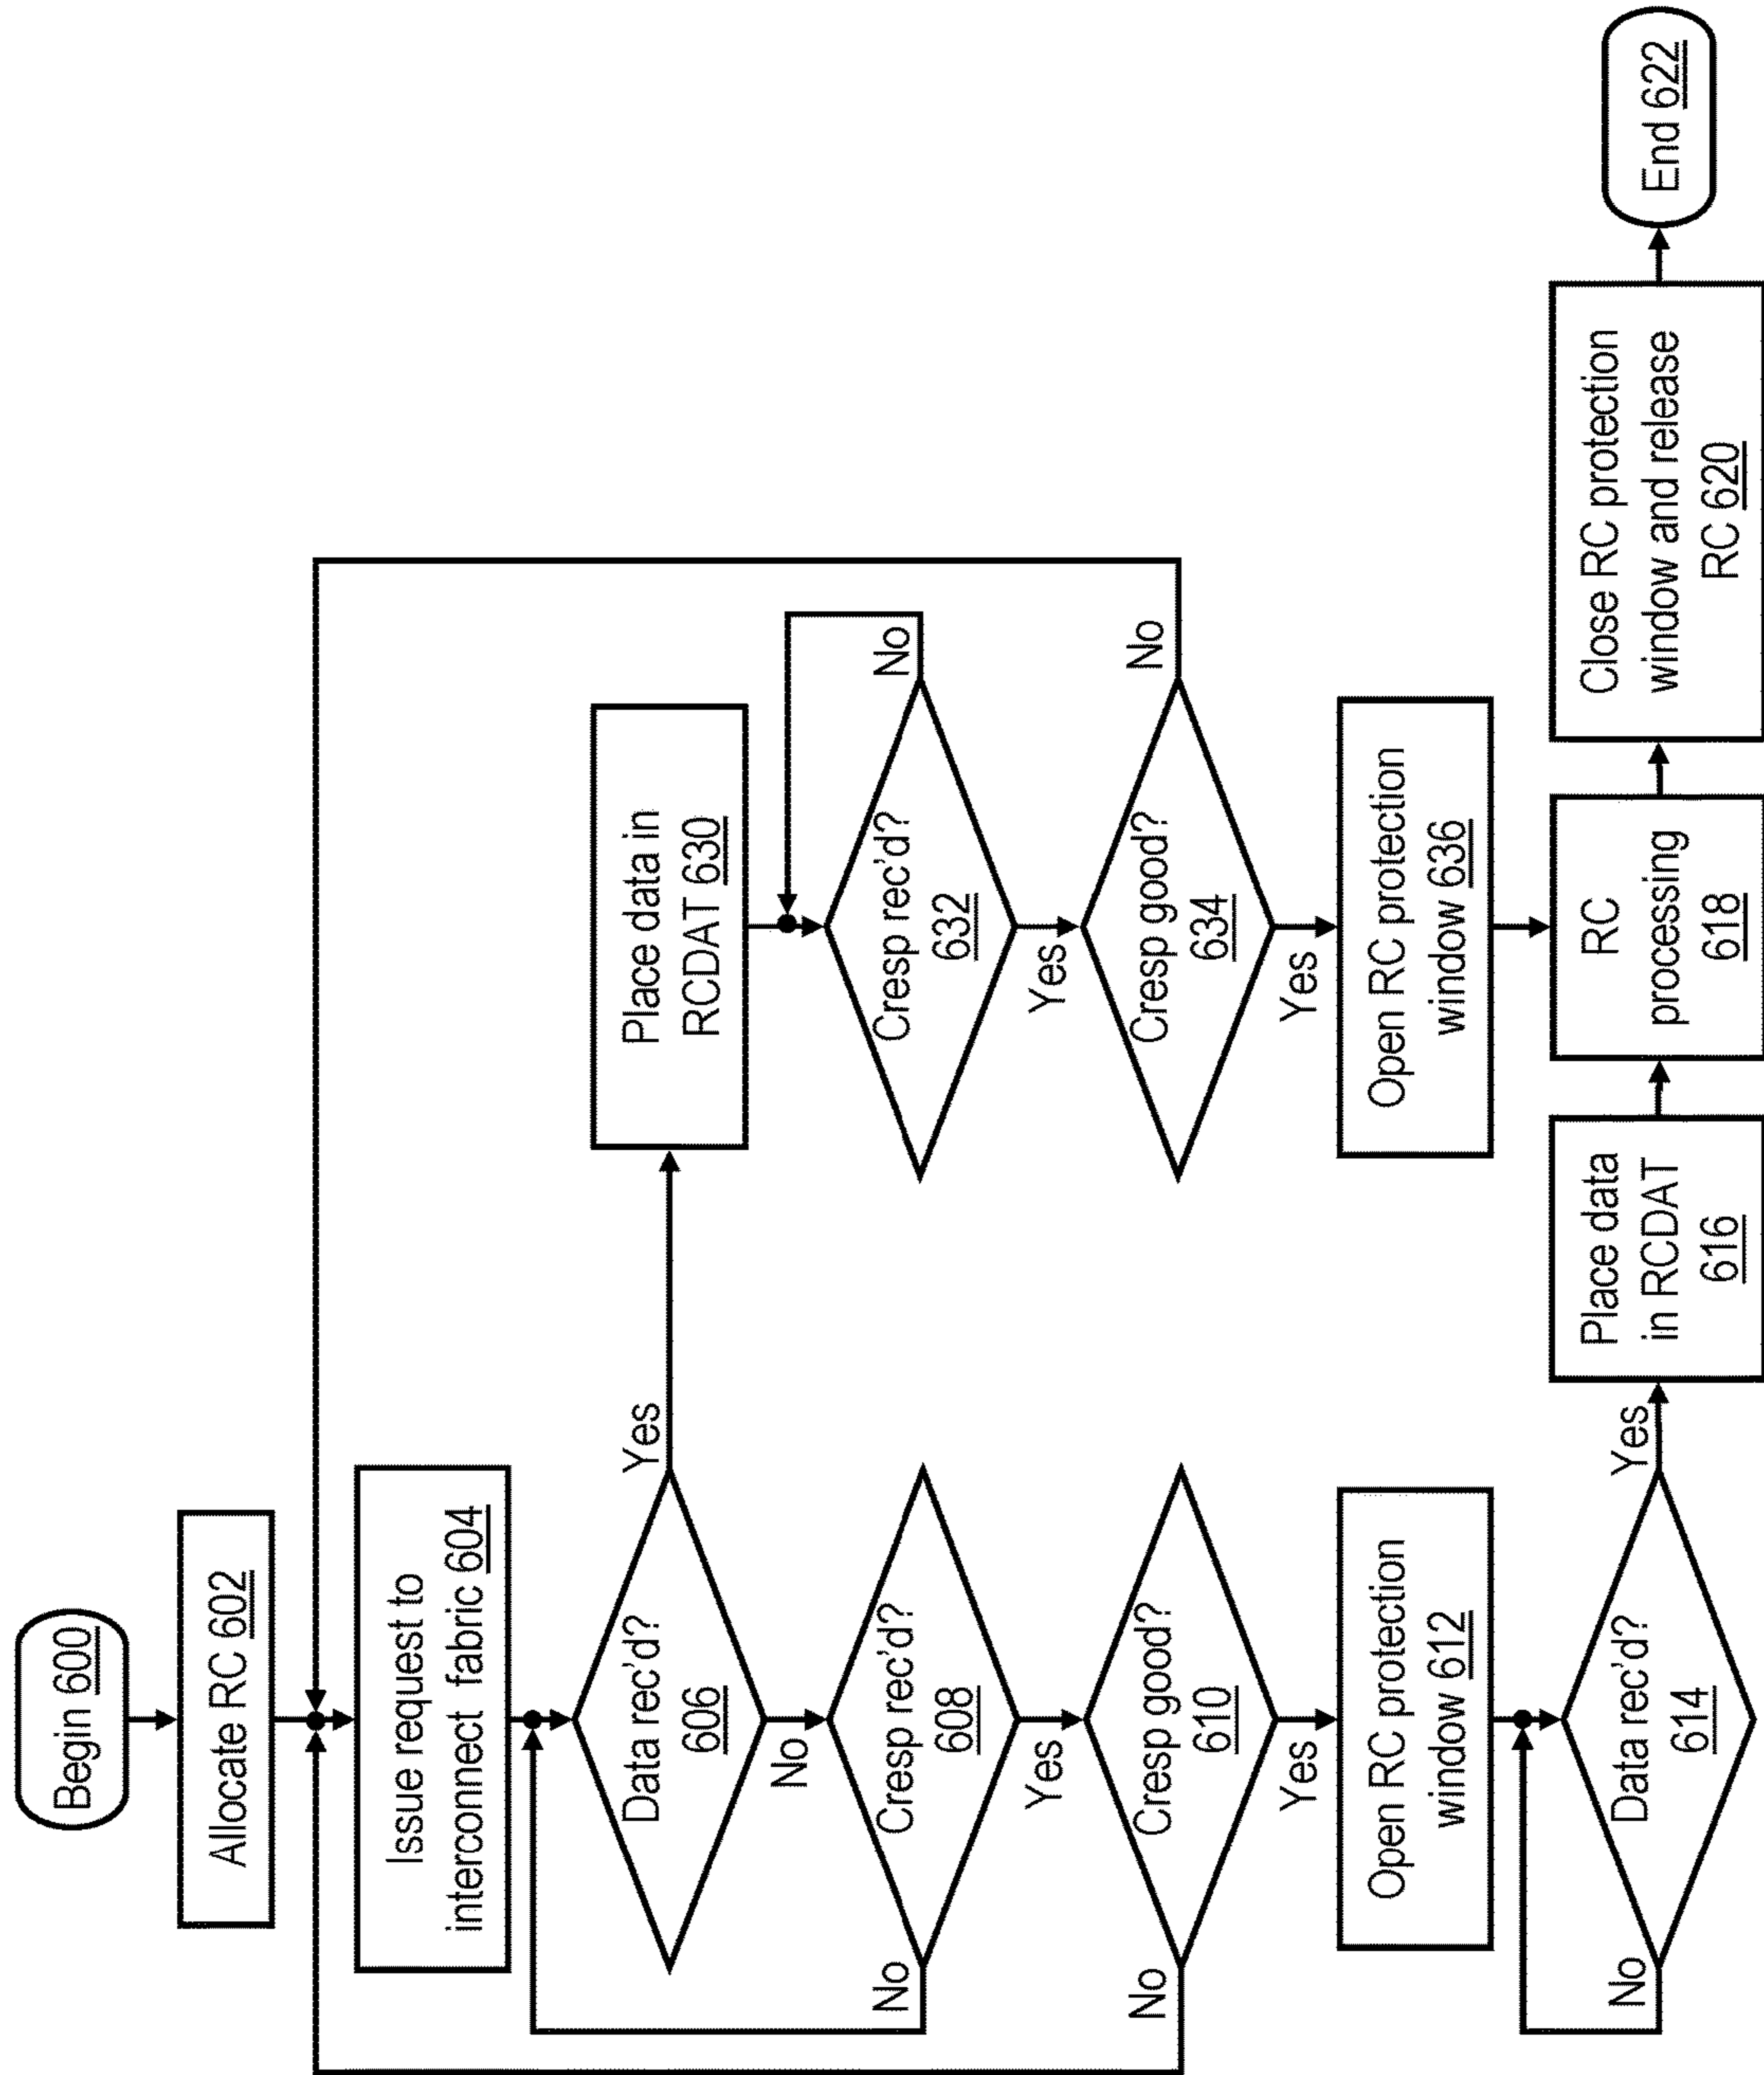 Begin 600
Allocate RC 602
Issue request to
interconnect fabric 604
Data rec'd?
606
Yes
No
Cresp rec'd?
608
No
Yes
Cresp good?
610
No
Yes
Open RC protection
window 612
Data rec'd?
614
No
Yes
Place data in
RCDAT 630
Cresp rec'd?
632
No
Yes
Cresp good?
634
No
Yes
Open RC protection
window 636
Place data
in RCDAT
616
RC
processing
618
Close RC protection
window and release
RC 620
End 622